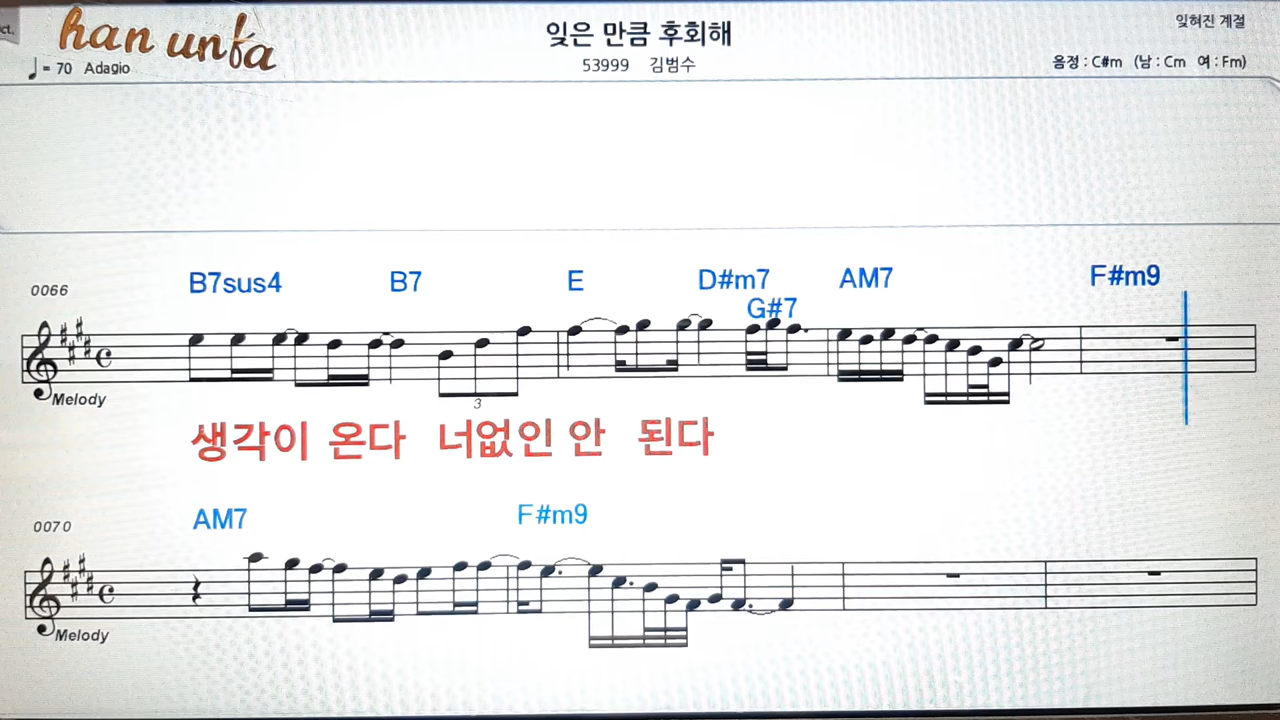 ct.
han unfa
잊은 만큼 후회해
잊혀진 계절
♩ = 70 Adagio
53999 김범수
음정 : C#m (남 : Cm 여 : Fm)
0066
B7sus4 B7 E D#m7 AM7 F#m9
G#7
Melody
3
생각이 온다 너없인 안 된다
0070
AM7 F#m9
Melody